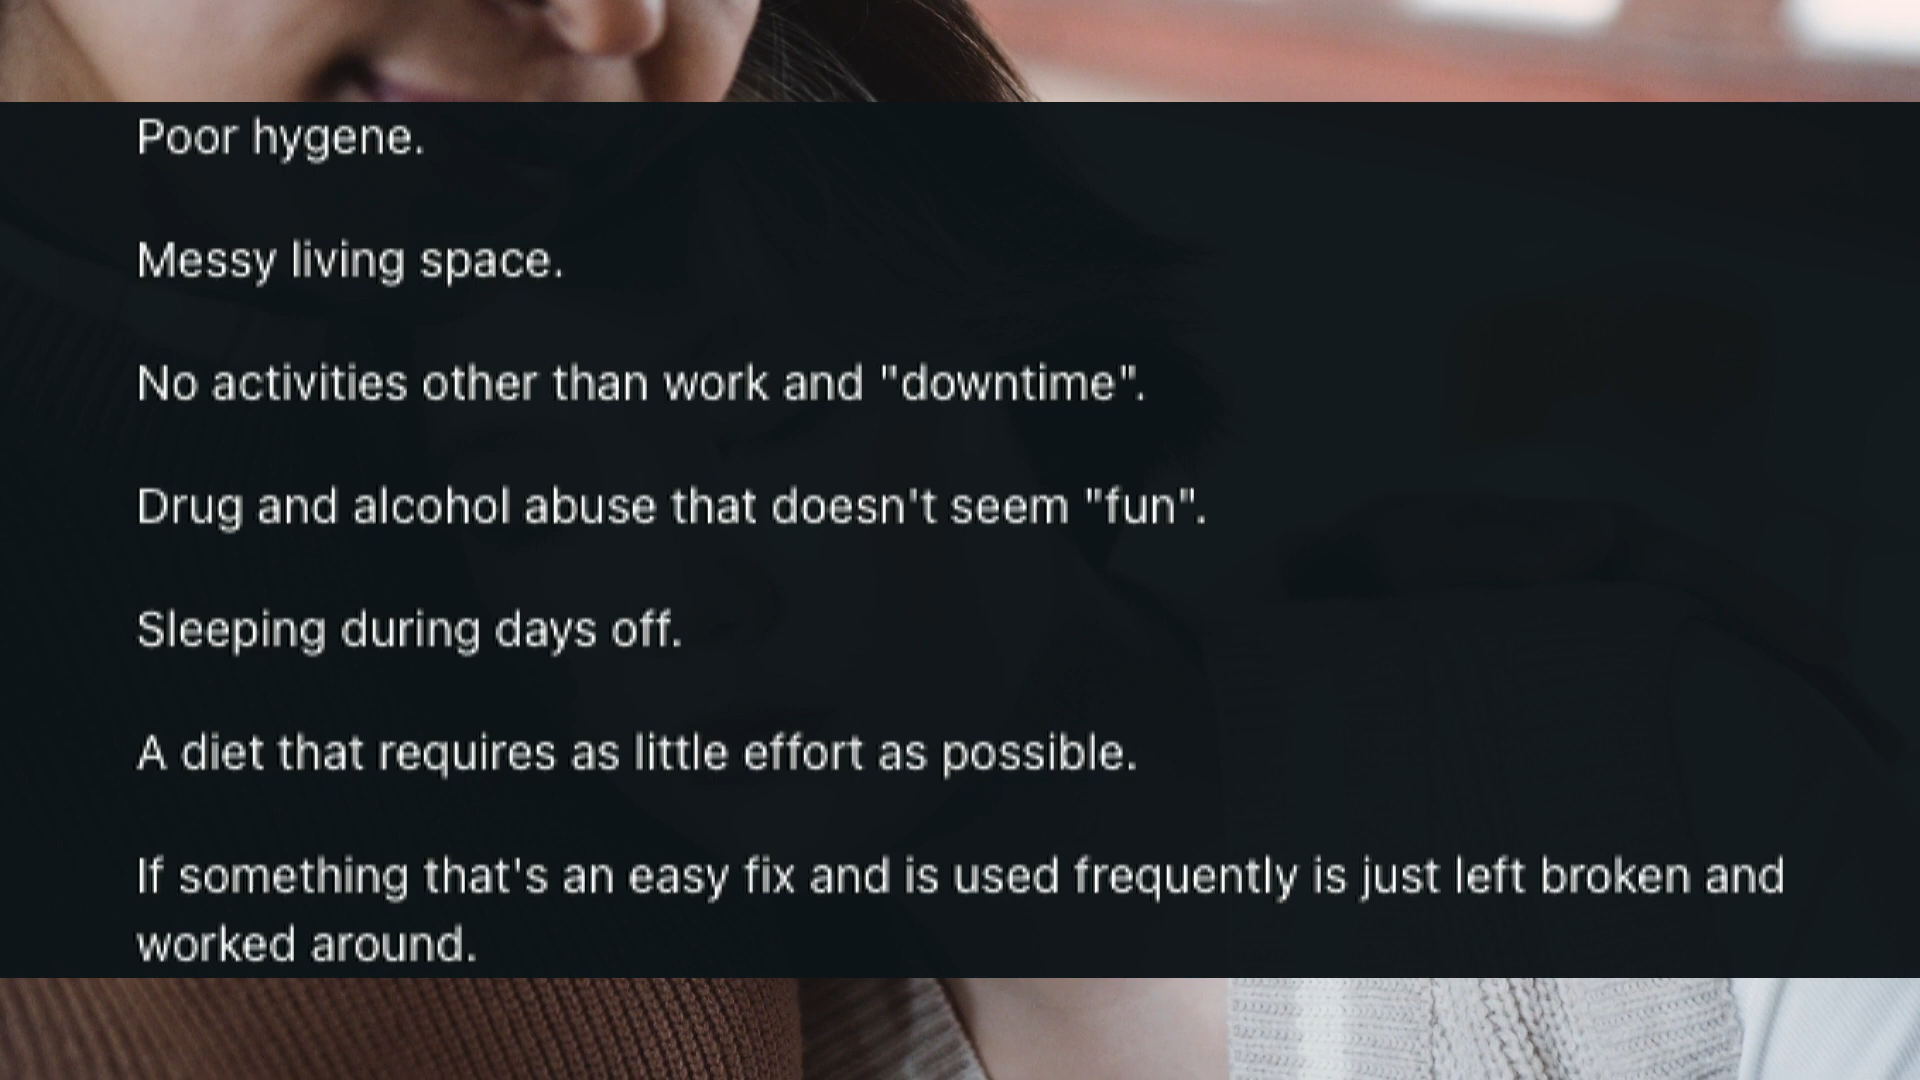 Poor hygene.
Messy living space.
No activities other than work and "downtime".
Drug and alcohol abuse that doesn't seem "fun".
Sleeping during days off.
A diet that requires as little effort as possible.
If something that's an easy fix and is used frequently is just left broken and
worked around.